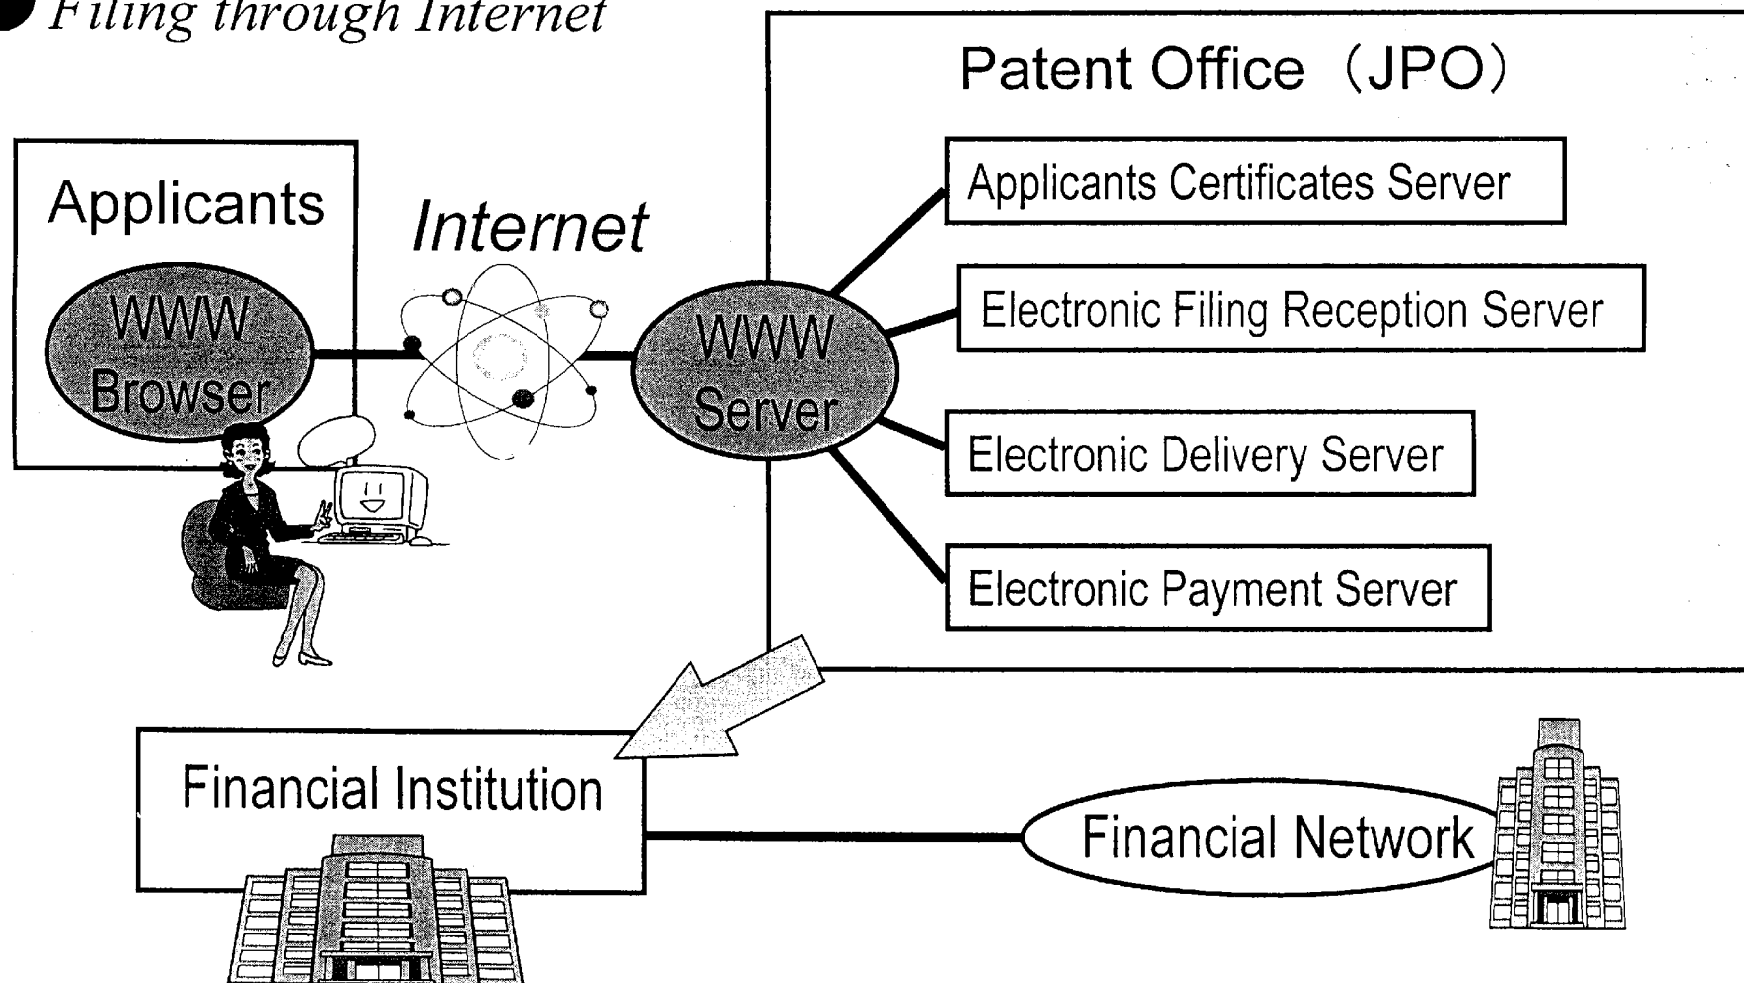 Filing through Internet
Patent Office（JPO）
Applicants
Internet
WWW
Browser
WWW
Server
Applicants Certificates Server
Electronic Filing Reception Server
Electronic Delivery Server
Electronic Payment Server
Financial Institution
Financial Network